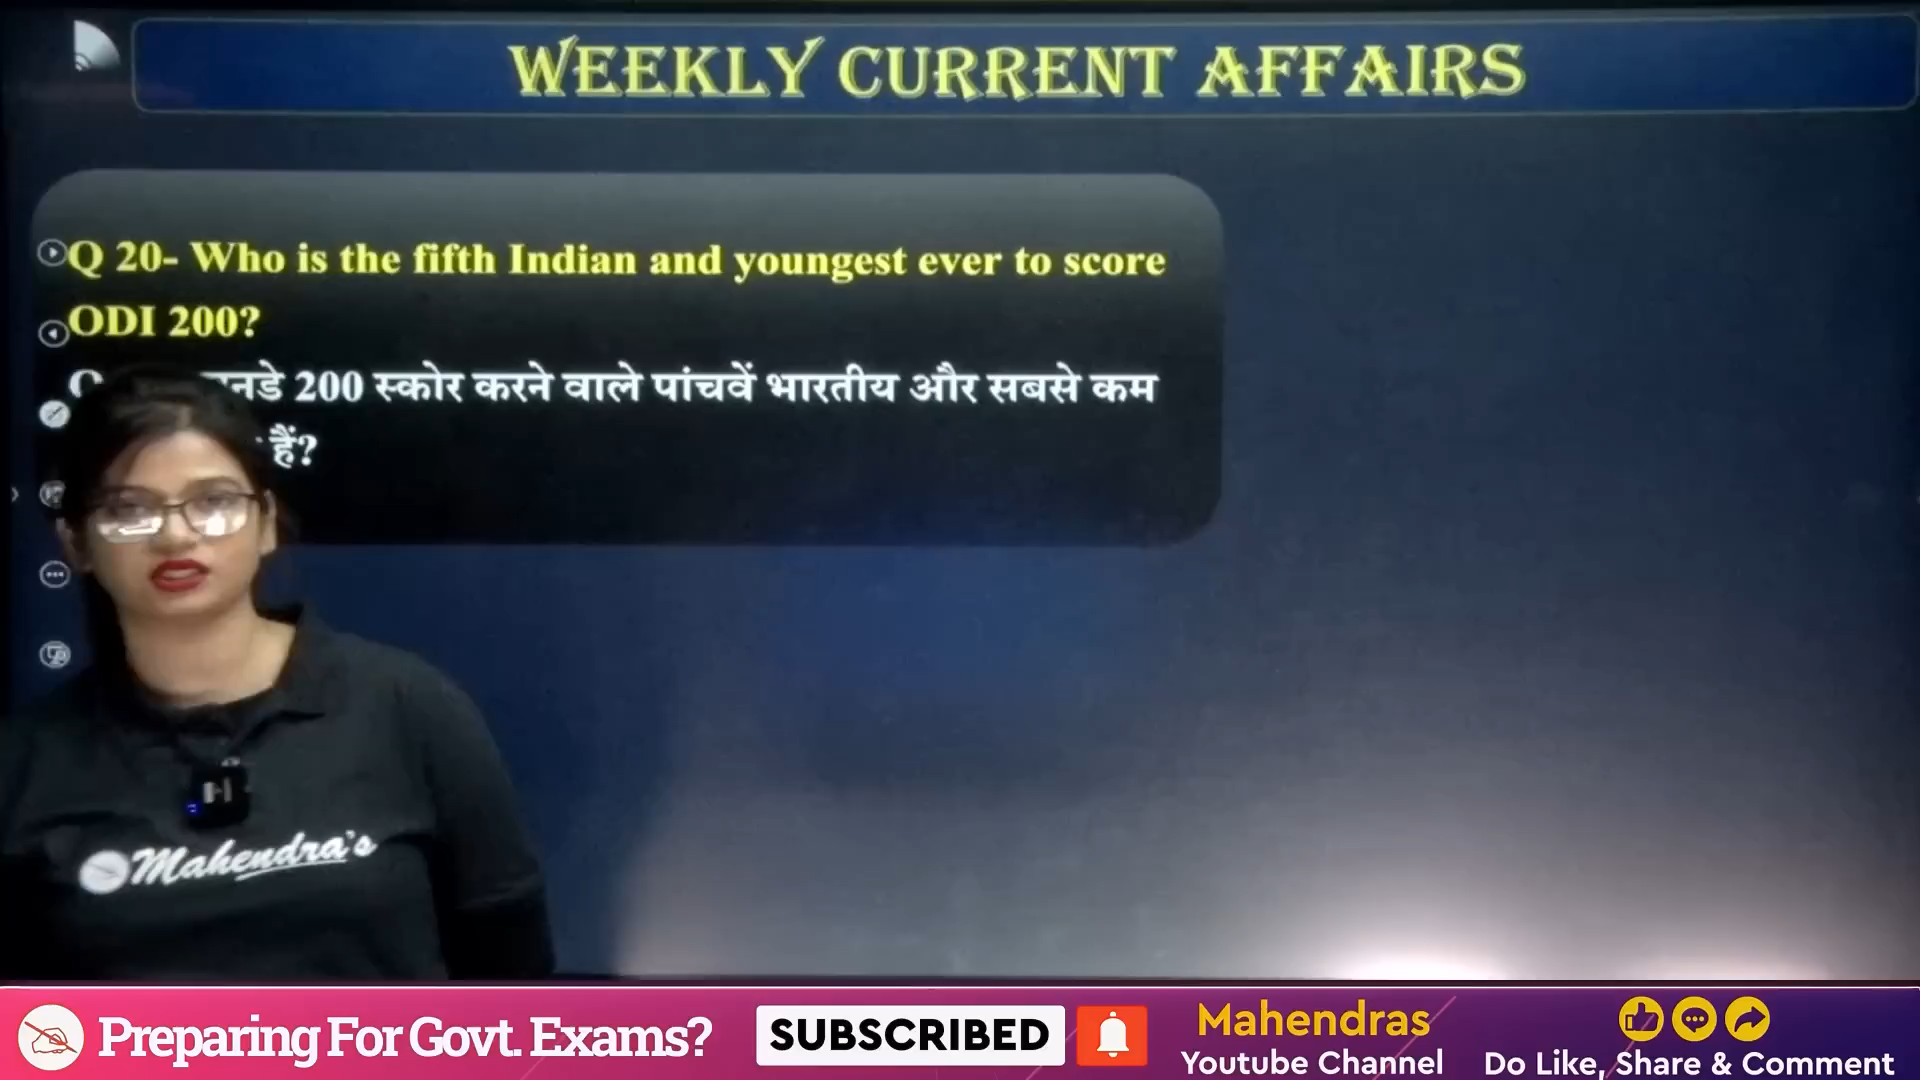 WEEKLY CURRENT AFFAIRS
Q 20- Who is the fifth Indian and youngest ever to score
ODI 200?
200 स्कोर करने वाले पांचवें भारतीय और सबसे कम
हैं?
Mahendra's
Preparing For Govt. Exams?
SUBSCRIBED
Mahendras
Youtube Channel
Do Like, Share & Comment